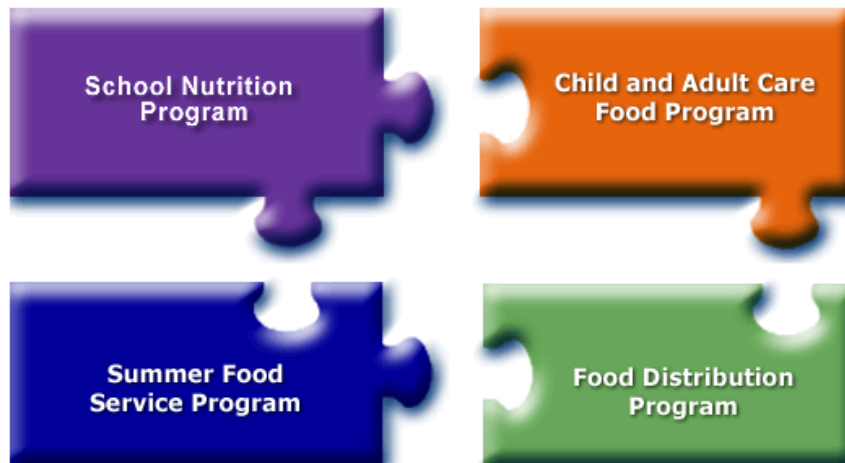 School Nutrition
Program
Child and Adult Care
Food Program
Summer Food
Service Program
Food Distribution
Program